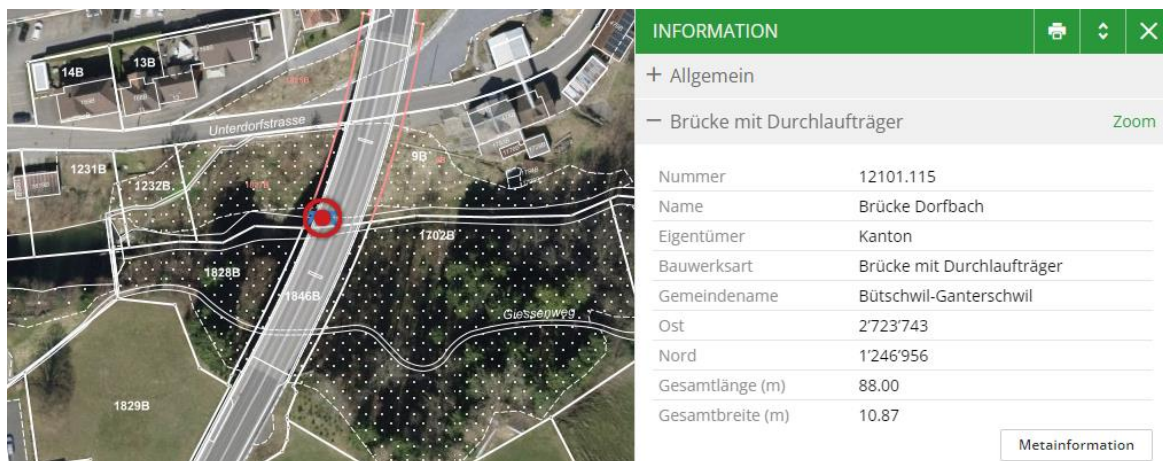 14B
13B
Unterdorfstrasse
1231B
1232B
9B
1702B
1828B
1846B
Giessenweg
1829B
INFORMATION
+ Allgemein
− Brücke mit Durchlaufträger Zoom
Nummer 12101.115
Name Brücke Dorfbach
Eigentümer Kanton
Bauwerksart Brücke mit Durchlaufträger
Gemeindename Bütschwil-Ganterschwil
Ost 2'723'743
Nord 1'246'956
Gesamtlänge (m) 88.00
Gesamtbreite (m) 10.87
Metainformation